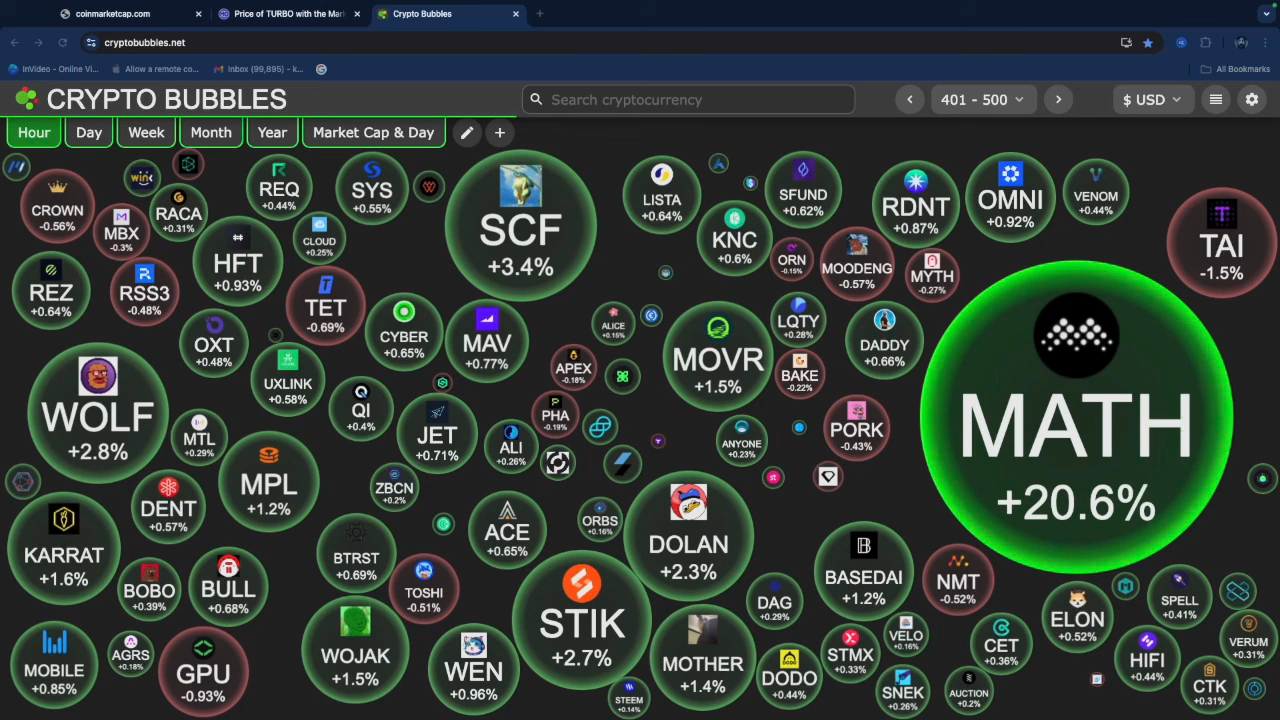 coinmarketcap.com
Price of TURBO with the Mar
Crypto Bubbles
cryptobubbles.net
InVideo - Online Vi...
Allow a remote co...
Inbox (99,895) - k...
All Bookmarks
CRYPTO BUBBLES
Search cryptocurrency
401 - 500
$ USD
Hour
Day
Week
Month
Year
Market Cap & Day
CROWN
-0.56%
WINK
MBX
-0.3%
RACA
+0.31%
REQ
+0.44%
SYS
+0.55%
CLOUD
+0.25%
HFT
+0.93%
SCF
+3.4%
LISTA
+0.64%
KNC
+0.6%
SFUND
+0.62%
ORN
-0.15%
MOODENG
-0.57%
RDNT
+0.87%
MYTH
-0.27%
OMNI
+0.92%
VENOM
+0.44%
TAI
-1.5%
REZ
+0.64%
RSS3
-0.48%
TET
-0.69%
OXT
+0.48%
UXLINK
+0.58%
CYBER
+0.65%
MAV
+0.77%
ALICE
+0.15%
APEX
-0.18%
MOVR
+1.5%
LQTY
+0.28%
BAKE
-0.22%
DADDY
+0.66%
MATH
+20.6%
WOLF
+2.8%
MTL
+0.29%
QI
+0.4%
JET
+0.71%
ALI
+0.26%
PHA
-0.19%
ANYONE
+0.23%
PORK
-0.43%
MPL
+1.2%
ZBCN
+0.2%
DENT
+0.57%
KARRAT
+1.6%
BOBO
+0.39%
BULL
+0.68%
BTRST
+0.69%
TOSHI
-0.51%
ACE
+0.65%
ORBS
+0.16%
DOLAN
+2.3%
STIK
+2.7%
BASEDAI
+1.2%
NMT
-0.52%
DAG
+0.29%
MOBILE
+0.85%
AGRS
+0.18%
GPU
-0.93%
WOJAK
+1.5%
WEN
+0.96%
STEEM
+0.14%
MOTHER
+1.4%
DODO
+0.44%
STMX
+0.33%
VELO
+0.16%
SNEK
+0.26%
AUCTION
+0.2%
CET
+0.36%
ELON
+0.52%
HIFI
+0.44%
SPELL
+0.41%
CTK
+0.31%
VERUM
+0.31%